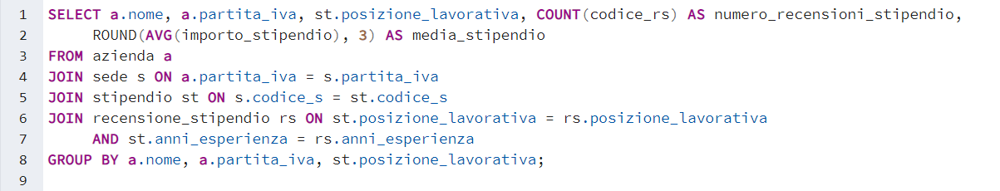 1 SELECT a.nome, a.partita_iva, st.posizione_lavorativa, COUNT(codice_rs) AS numero_recensioni_stipendio,
2 ROUND(AVG(importo_stipendio), 3) AS media_stipendio
3 FROM azienda a
4 JOIN sede s ON a.partita_iva = s.partita_iva
5 JOIN stipendio st ON s.codice_s = st.codice_s
6 JOIN recensione_stipendio rs ON st.posizione_lavorativa = rs.posizione_lavorativa
7 AND st.anni_esperienza = rs.anni_esperienza
8 GROUP BY a.nome, a.partita_iva, st.posizione_lavorativa;
9